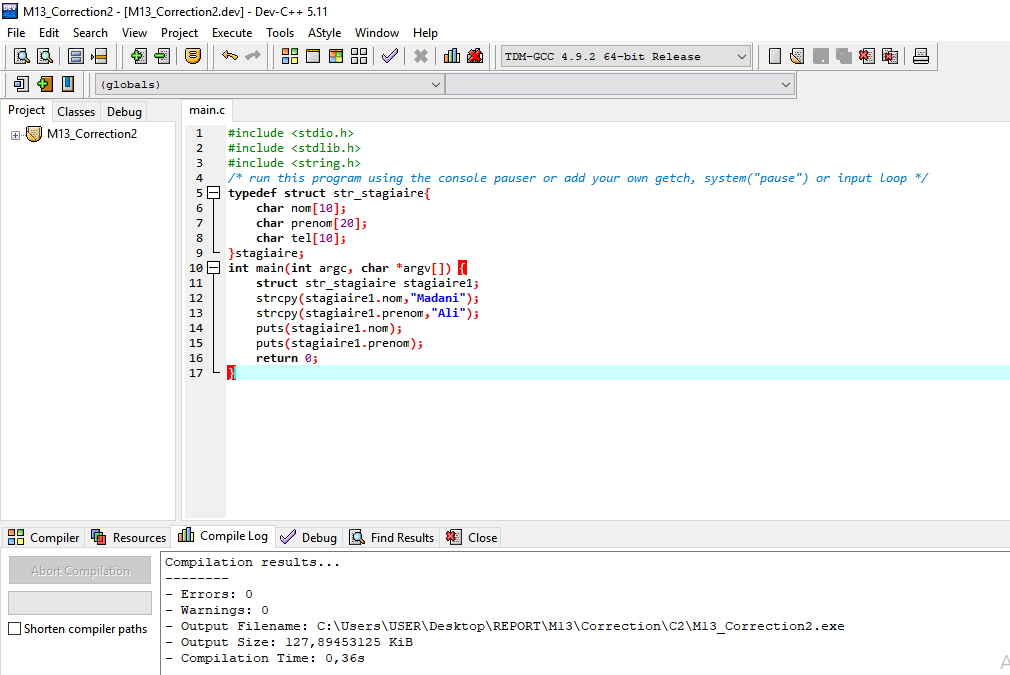 M13_Correction2 - [M13_Correction2.dev] - Dev-C++ 5.11
File Edit Search View Project Execute Tools AStyle Window Help
TDM-GCC 4.9.2 64-bit Release
(globals)
Project Classes Debug
main.c
M13_Correction2
1 #include <stdio.h>
2 #include <stdlib.h>
3 #include <string.h>
4 /* run this program using the console pauser or add your own getch, system("pause") or input loop */
5 typedef struct str_stagiaire{
6 char nom[10];
7 char prenom[20];
8 char tel[10];
9 }stagiaire;
10 int main(int argc, char *argv[]) {
11 struct str_stagiaire stagiaire1;
12 strcpy(stagiaire1.nom,"Madani");
13 strcpy(stagiaire1.prenom,"Ali");
14 puts(stagiaire1.nom);
15 puts(stagiaire1.prenom);
16 return 0;
17 }
Compiler Resources Compile Log Debug Find Results Close
Abort Compilation
Shorten compiler paths
Compilation results...
--------
- Errors: 0
- Warnings: 0
- Output Filename: C:\Users\USER\Desktop\REPORT\M13\Correction\C2\M13_Correction2.exe
- Output Size: 127,89453125 KiB
- Compilation Time: 0,36s
A